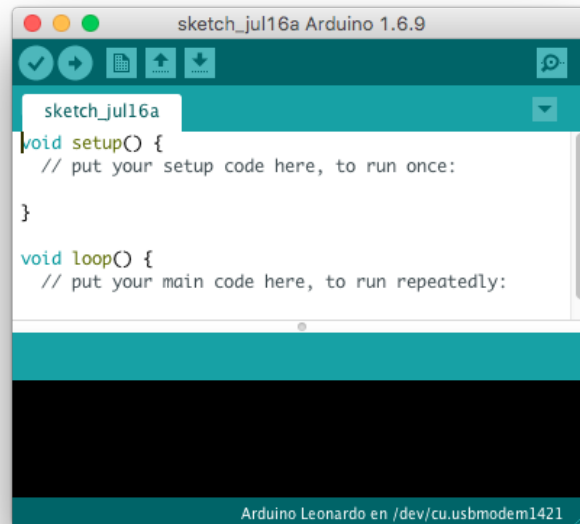 sketch_jul16a Arduino 1.6.9
sketch_jul16a
void setup() {
  // put your setup code here, to run once:
}
void loop() {
  // put your main code here, to run repeatedly:
Arduino Leonardo en /dev/cu.usbmodem1421